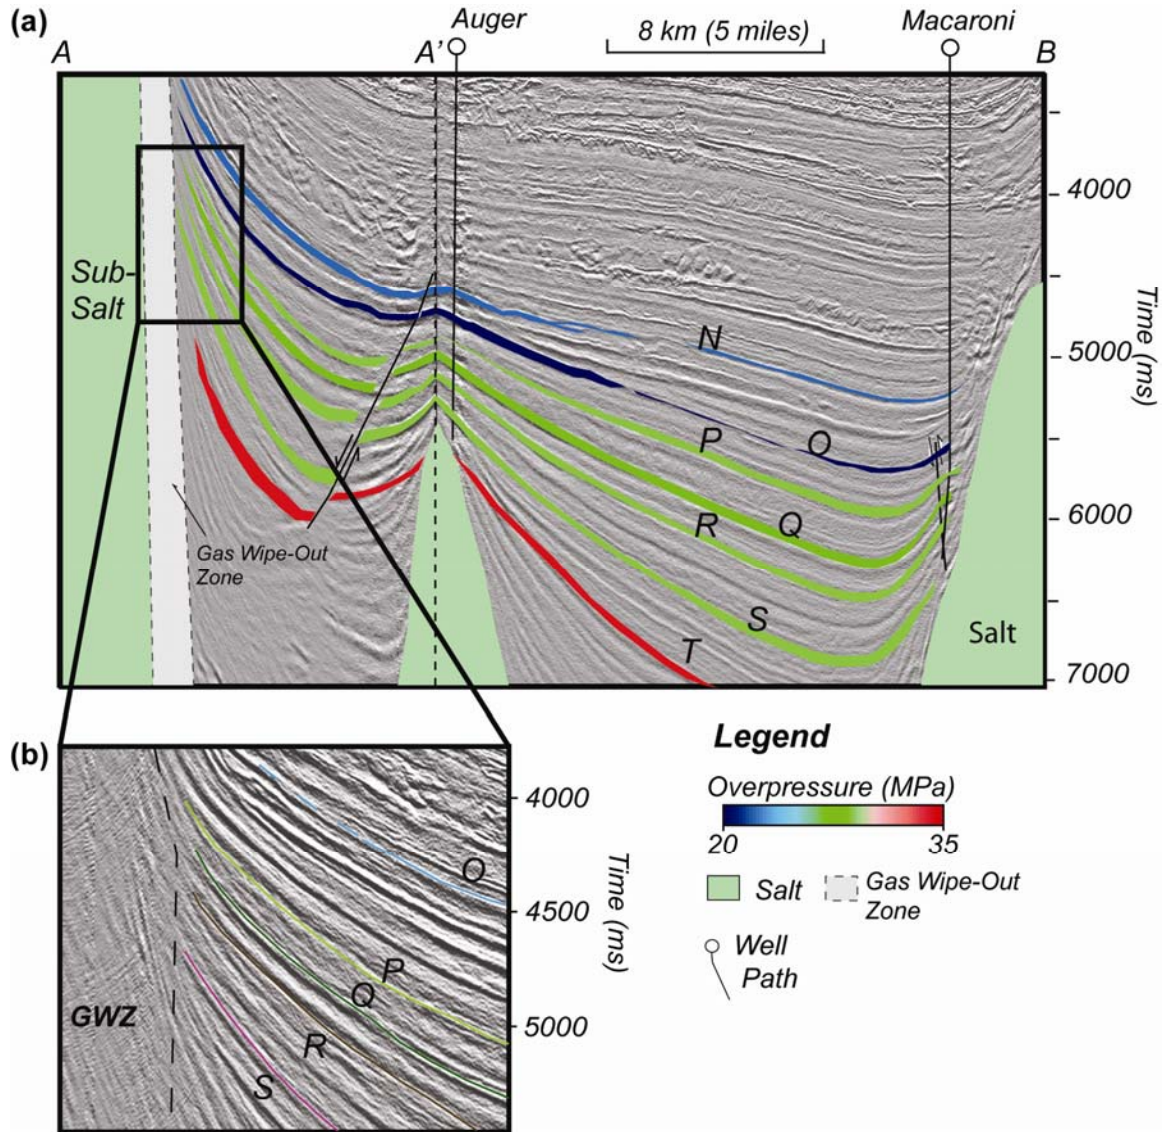 (a)
Auger
8 km (5 miles)
Macaroni
A
A’
B
4000
Sub-
Salt
N
5000
Time (ms)
P
O
R
Q
6000
Gas Wipe-Out
Zone
S
Salt
T
7000
(b)
4000
O
4500
Time (ms)
P
Q
GWZ
R
5000
S
Legend
Overpressure (MPa)
20
35
Salt
Gas Wipe-Out
Zone
Well
Path